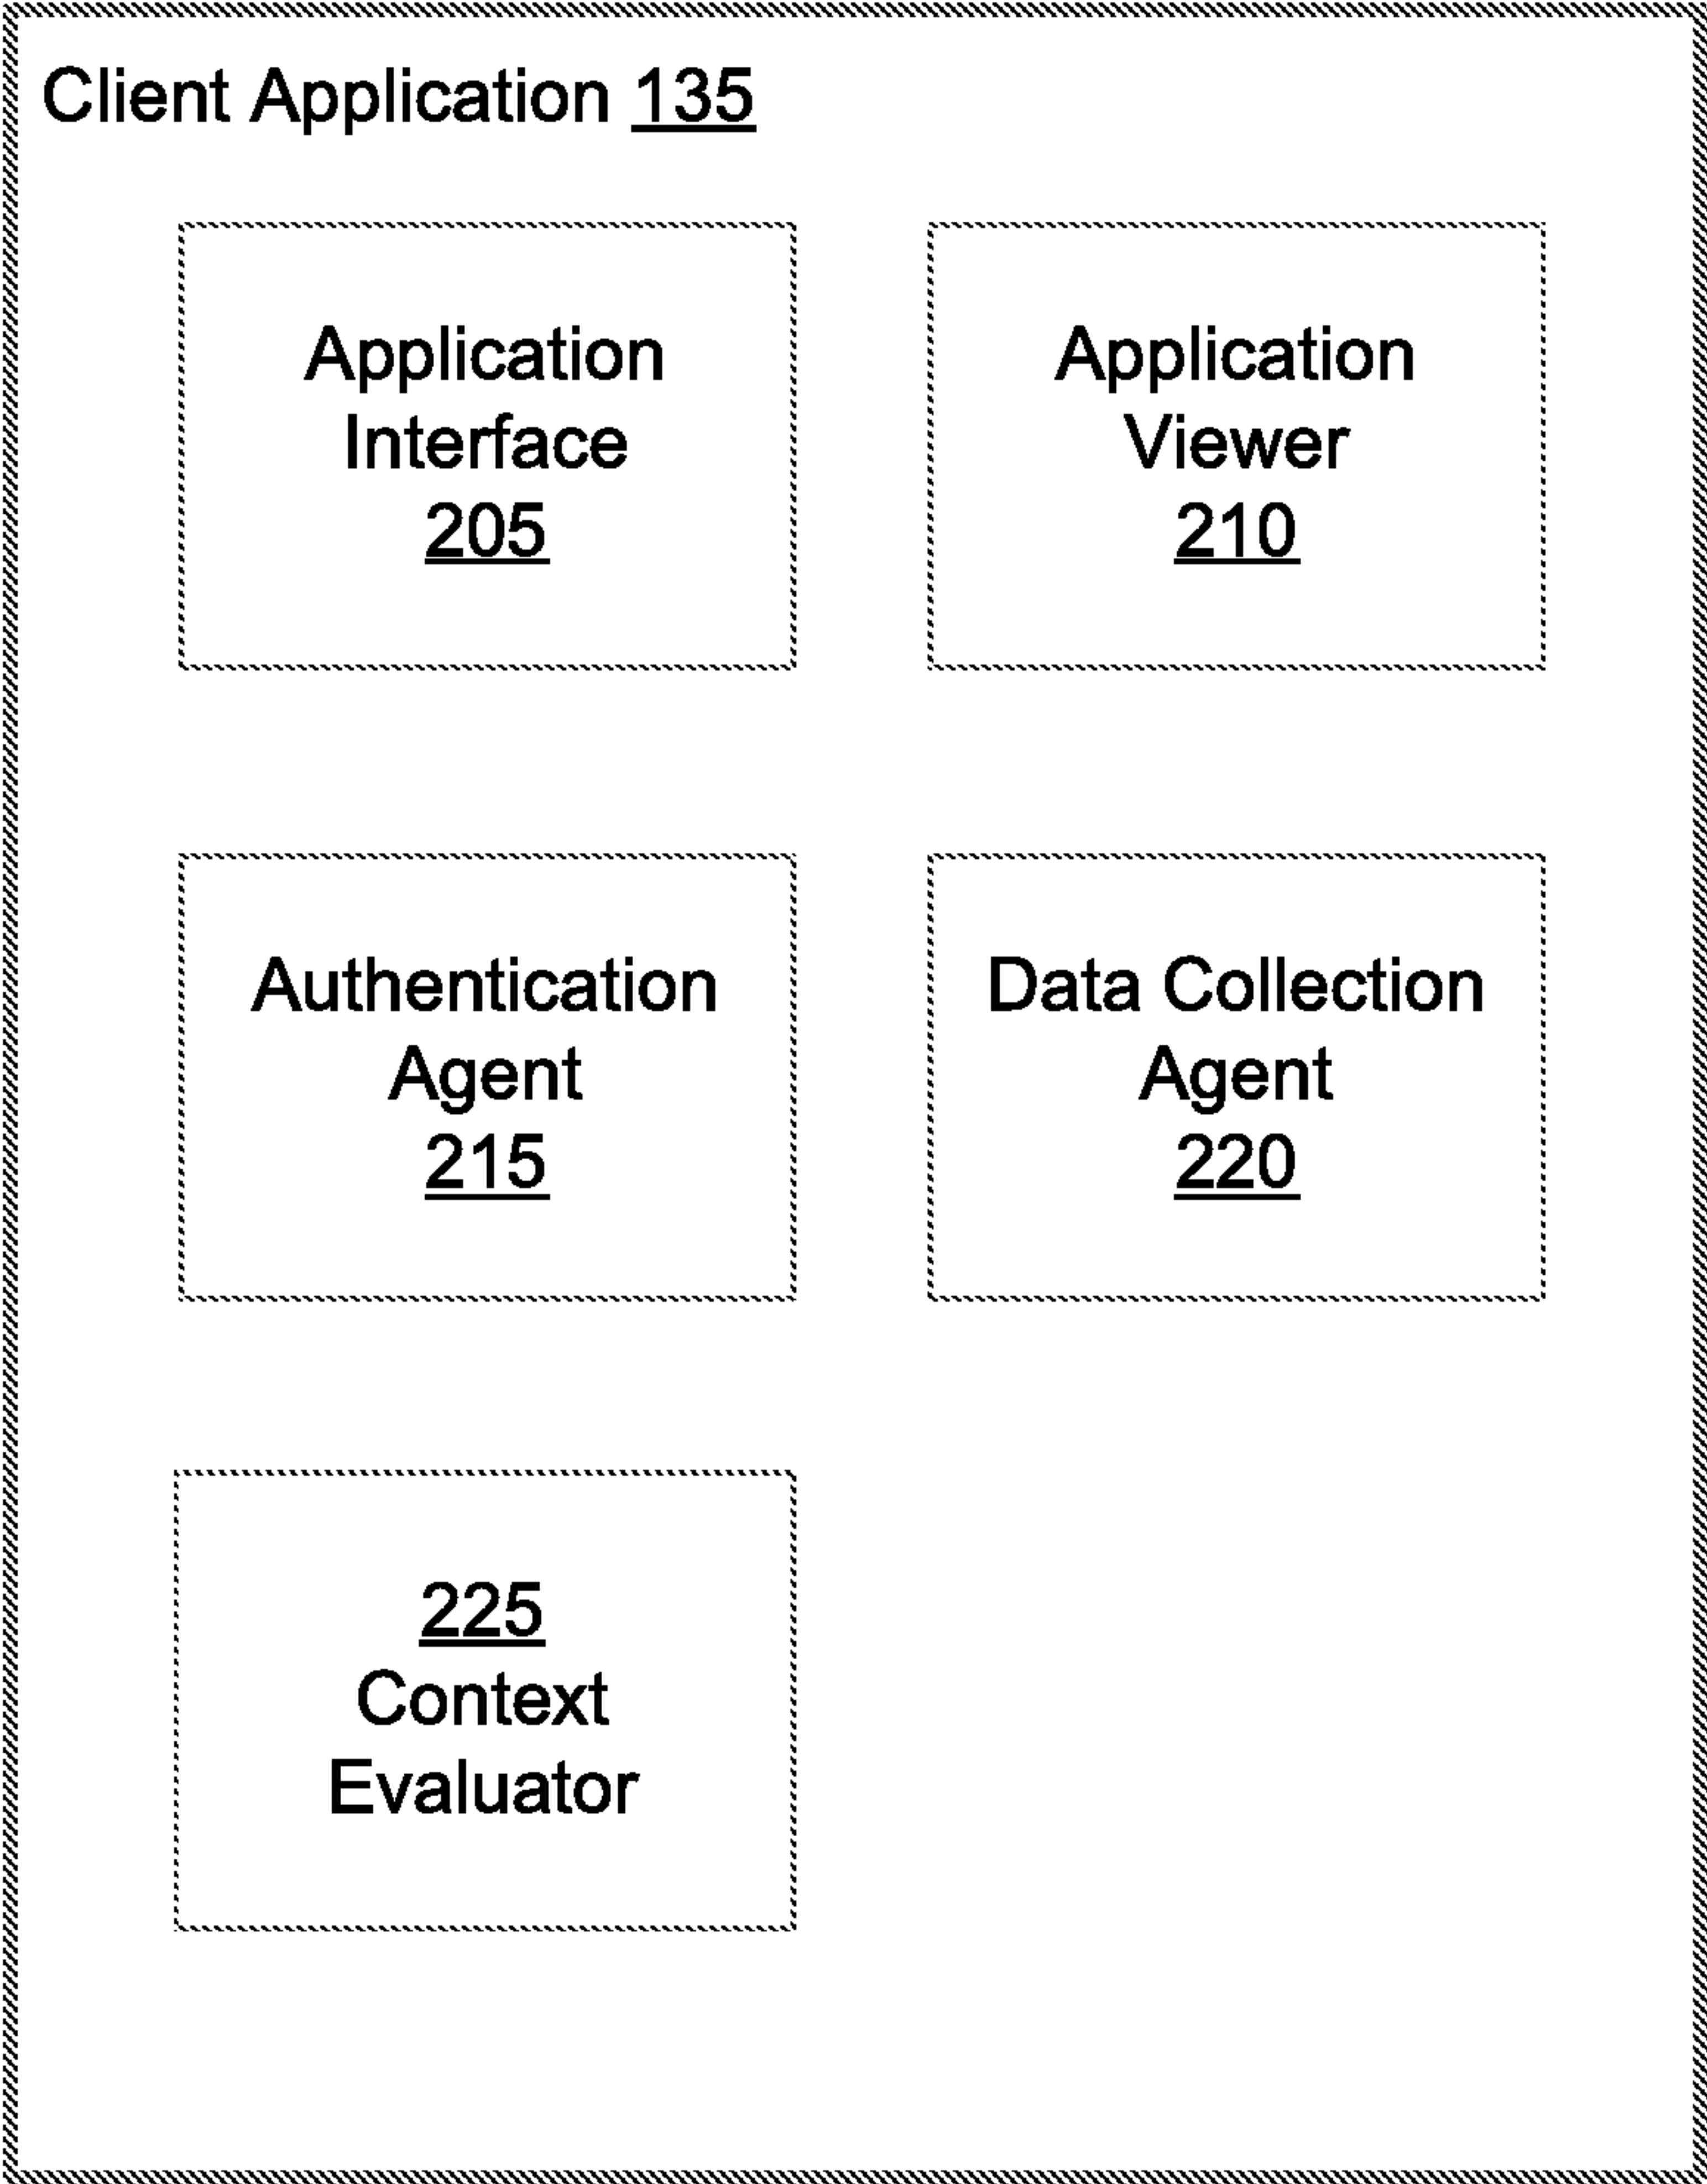 Client Application 135
Application
Interface
205
Application
Viewer
210
Authentication
Agent
215
Data Collection
Agent
220
225
Context
Evaluator